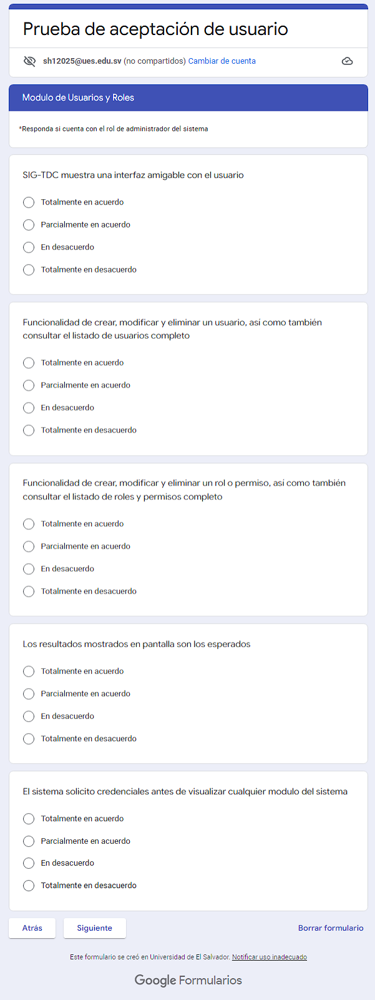 Prueba de aceptación de usuario
sh12025@ues.edu.sv (no compartidos) Cambiar de cuenta
Modulo de Usuarios y Roles
*Responda si cuenta con el rol de administrador del sistema
SIG-TDC muestra una interfaz amigable con el usuario
Totalmente en acuerdo
Parcialmente en acuerdo
En desacuerdo
Totalmente en desacuerdo
Funcionalidad de crear, modificar y eliminar un usuario, así como también
consultar el listado de usuarios completo
Totalmente en acuerdo
Parcialmente en acuerdo
En desacuerdo
Totalmente en desacuerdo
Funcionalidad de crear, modificar y eliminar un rol o permiso, así como también
consultar el listado de roles y permisos completo
Totalmente en acuerdo
Parcialmente en acuerdo
En desacuerdo
Totalmente en desacuerdo
Los resultados mostrados en pantalla son los esperados
Totalmente en acuerdo
Parcialmente en acuerdo
En desacuerdo
Totalmente en desacuerdo
El sistema solicito credenciales antes de visualizar cualquier modulo del sistema
Totalmente en acuerdo
Parcialmente en acuerdo
En desacuerdo
Totalmente en desacuerdo
Atrás Siguiente Borrar formulario
Este formulario se creó en Universidad de El Salvador. Notificar uso inadecuado
Google Formularios